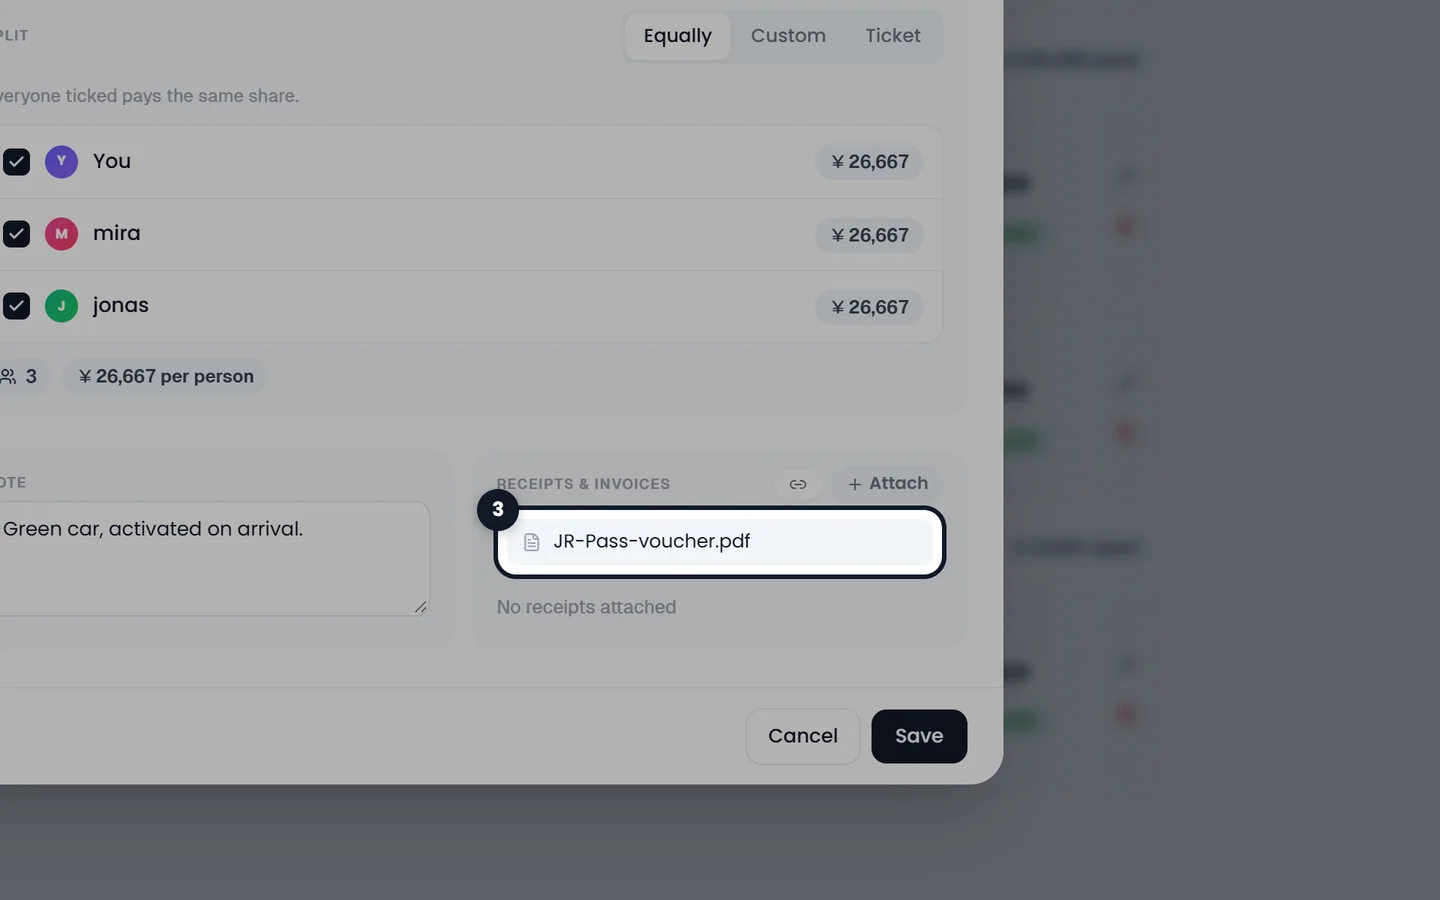 PLIT
Equally Custom Ticket
veryone ticked pays the same share.
Y You ¥ 26,667
M mira ¥ 26,667
J jonas ¥ 26,667
3 ¥ 26,667 per person
OTE
Green car, activated on arrival.
RECEIPTS & INVOICES + Attach
3
JR-Pass-voucher.pdf
No receipts attached
Cancel Save